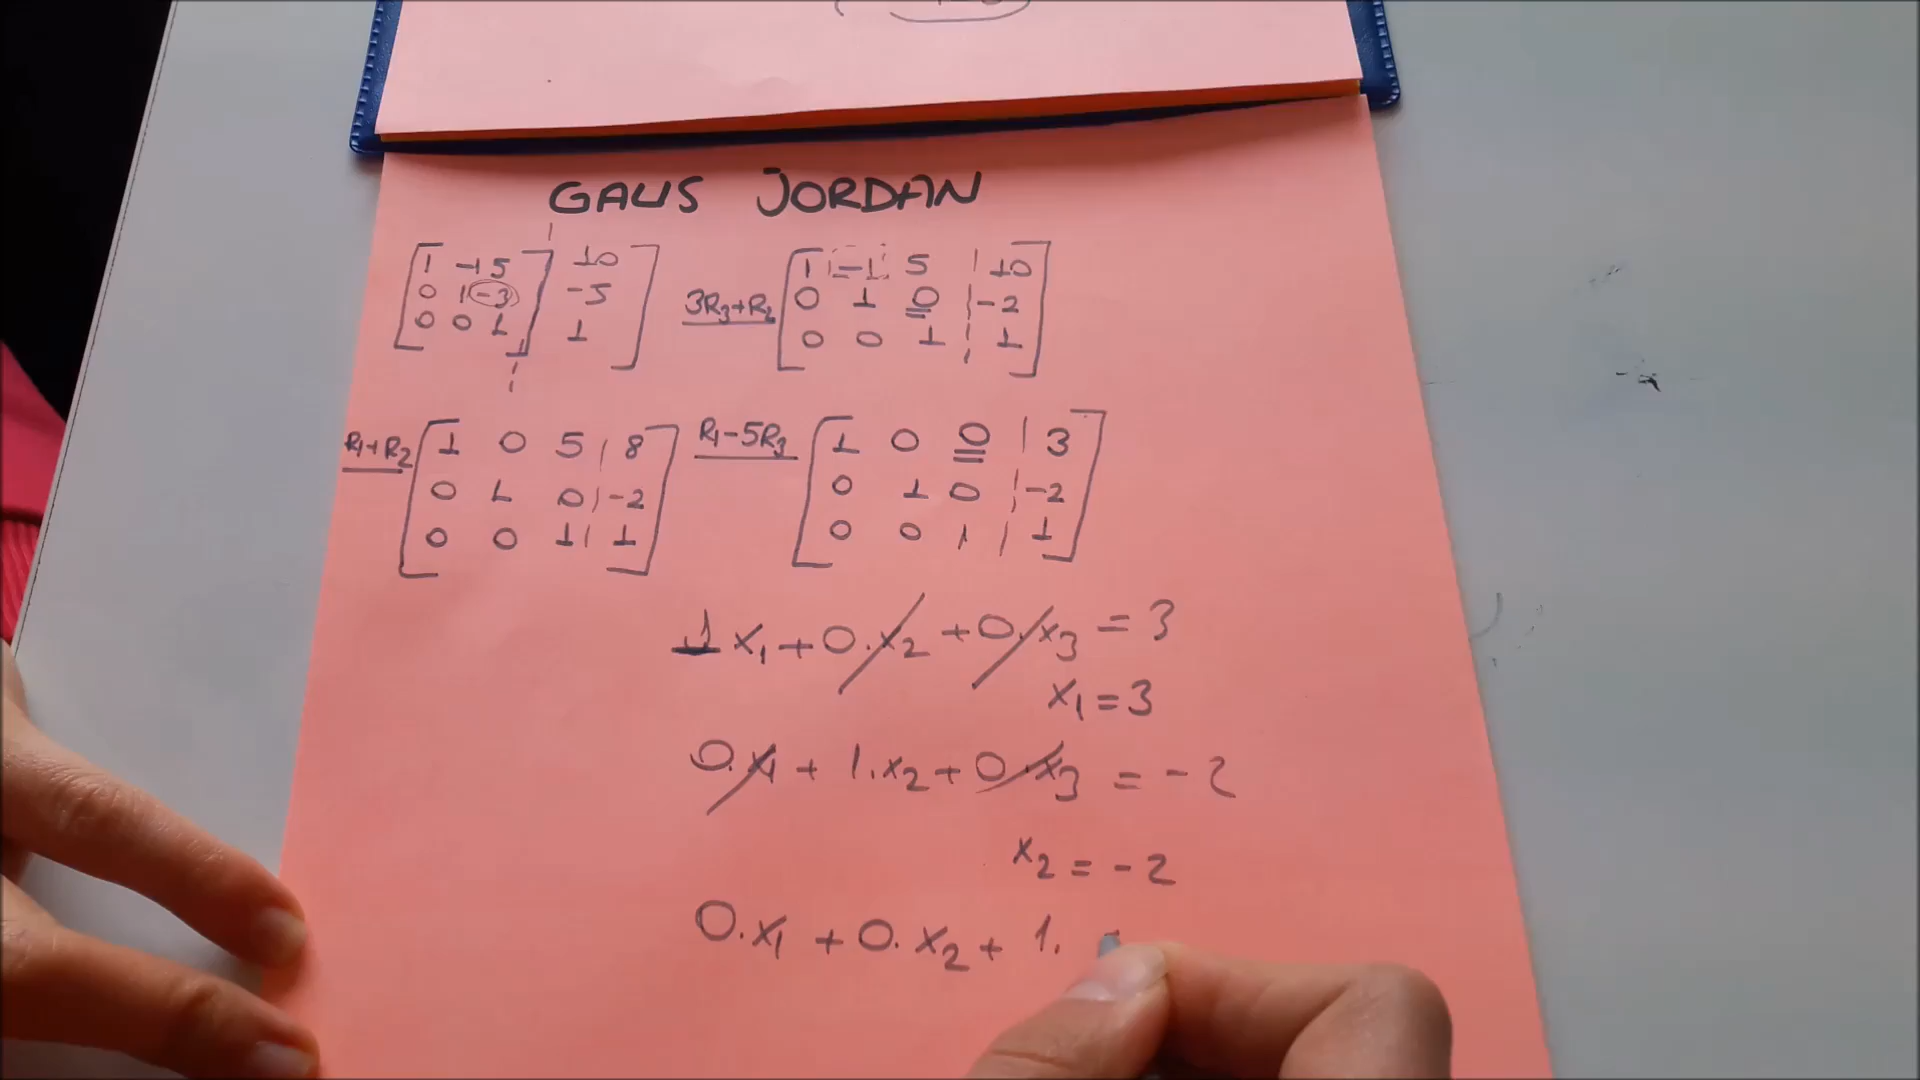 GAUS JORDAN
1 -1 5 | 10
0 1 -3 | -5
0 0 1 | 1
3R3+R2
1 -1 5 | 10
0 1 0 | -2
0 0 1 | 1
R1+R2
1 0 5 | 8
0 1 0 | -2
0 0 1 | 1
R1-5R3
1 0 0 | 3
0 1 0 | -2
0 0 1 | 1
1x1+0.x2+0.x3=3
x1=3
0.x1+1.x2+0.x3=-2
x2=-2
0.x1+0.x2+1.